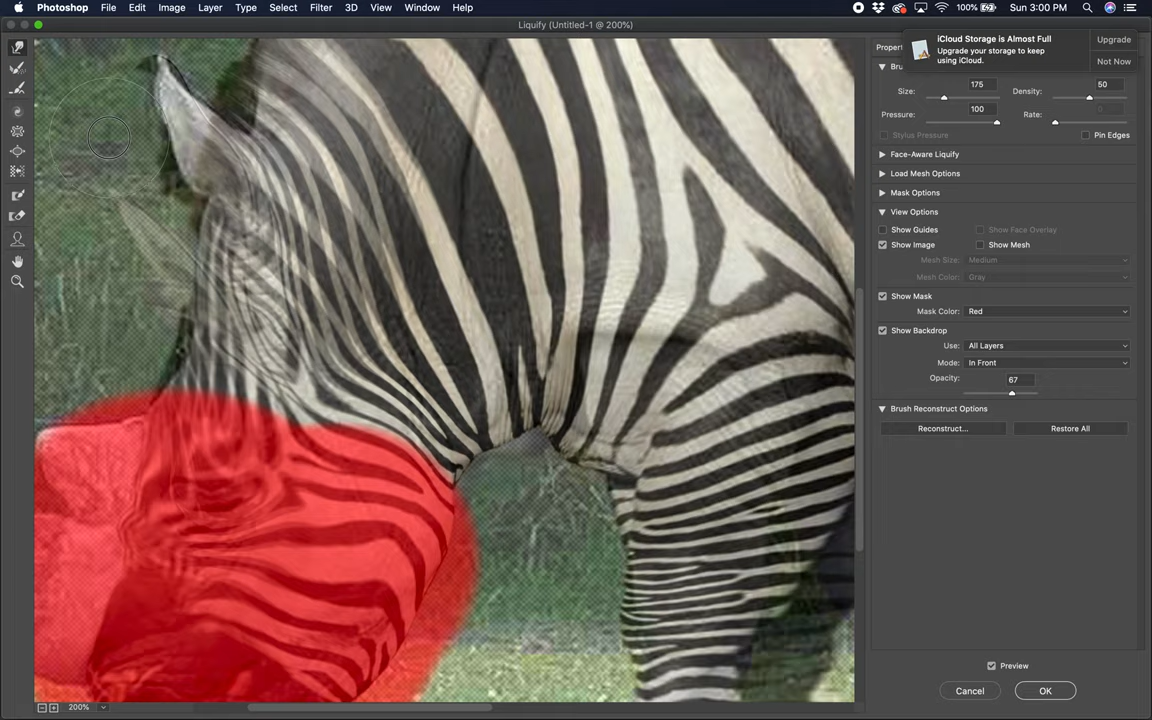 Photoshop File Edit Image Layer Type Select Filter 3D View Window Help 100% Sun 3:00 PM
Liquify (Untitled-1 @ 200%)
iCloud Storage is Almost Full
Upgrade your storage to keep
using iCloud.
Upgrade
Not Now
Size: 175 Density: 50
Pressure: 100 Rate: 0
Stylus Pressure Pin Edges
Face-Aware Liquify
Load Mesh Options
Mask Options
View Options
Show Guides Show Face Overlay
Show Image Show Mesh
Mesh Size: Medium
Mesh Color: Gray
Show Mask
Mask Color: Red
Show Backdrop
Use: All Layers
Mode: In Front
Opacity: 67
Brush Reconstruct Options
Reconstruct... Restore All
Preview
Cancel OK
200%